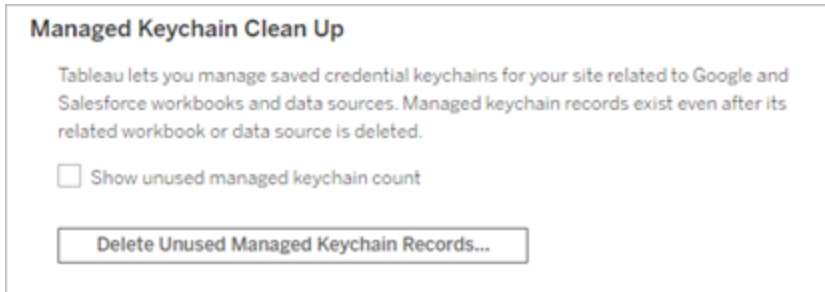 Managed Keychain Clean Up
Tableau lets you manage saved credential keychains for your site related to Google and
Salesforce workbooks and data sources. Managed keychain records exist even after its
related workbook or data source is deleted.
Show unused managed keychain count
Delete Unused Managed Keychain Records...